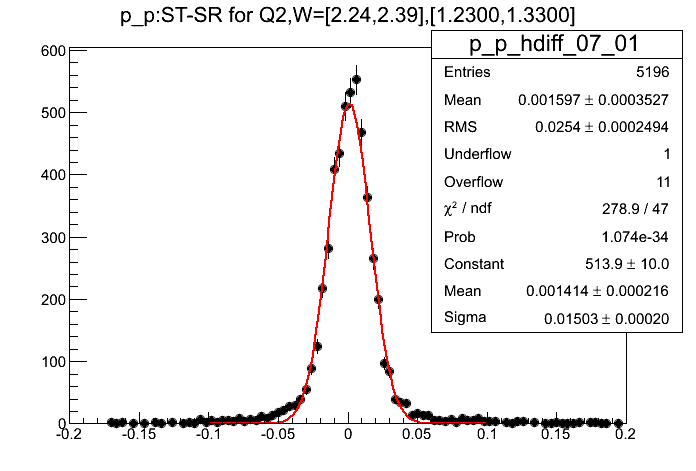 p_p:ST-SR for Q2,W=[2.24,2.39],[1.2300,1.3300]
p_p_hdiff_07_01
Entries 5196
Mean 0.001597 ± 0.0003527
RMS 0.0254 ± 0.0002494
Underflow 1
Overflow 11
χ² / ndf 278.9 / 47
Prob 1.074e-34
Constant 513.9 ± 10.0
Mean 0.001414 ± 0.000216
Sigma 0.01503 ± 0.00020
600
500
400
300
200
100
0
-0.2 -0.15 -0.1 -0.05 0 0.05 0.1 0.15 0.2